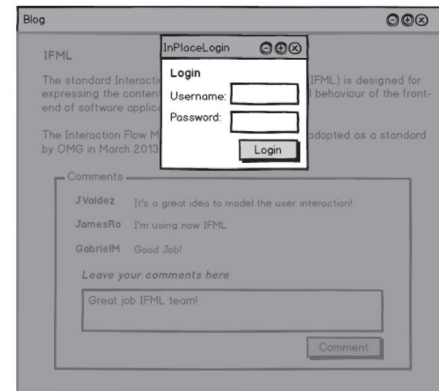 Blog
InPlaceLogin
IFML
Login
The standard Interacti IFML) is designed for
Username:
expressing the content behaviour of the front-
end of software applic
Password:
The Interaction Flow M adopted as a standard
by OMG in March 2013
Login
Comments
JValdez It's a great idea to model the user interaction!
JamesRo I'm using now IFML
GabrielM Good Job!
Leave your comments here
Great job IFML team!
Comment